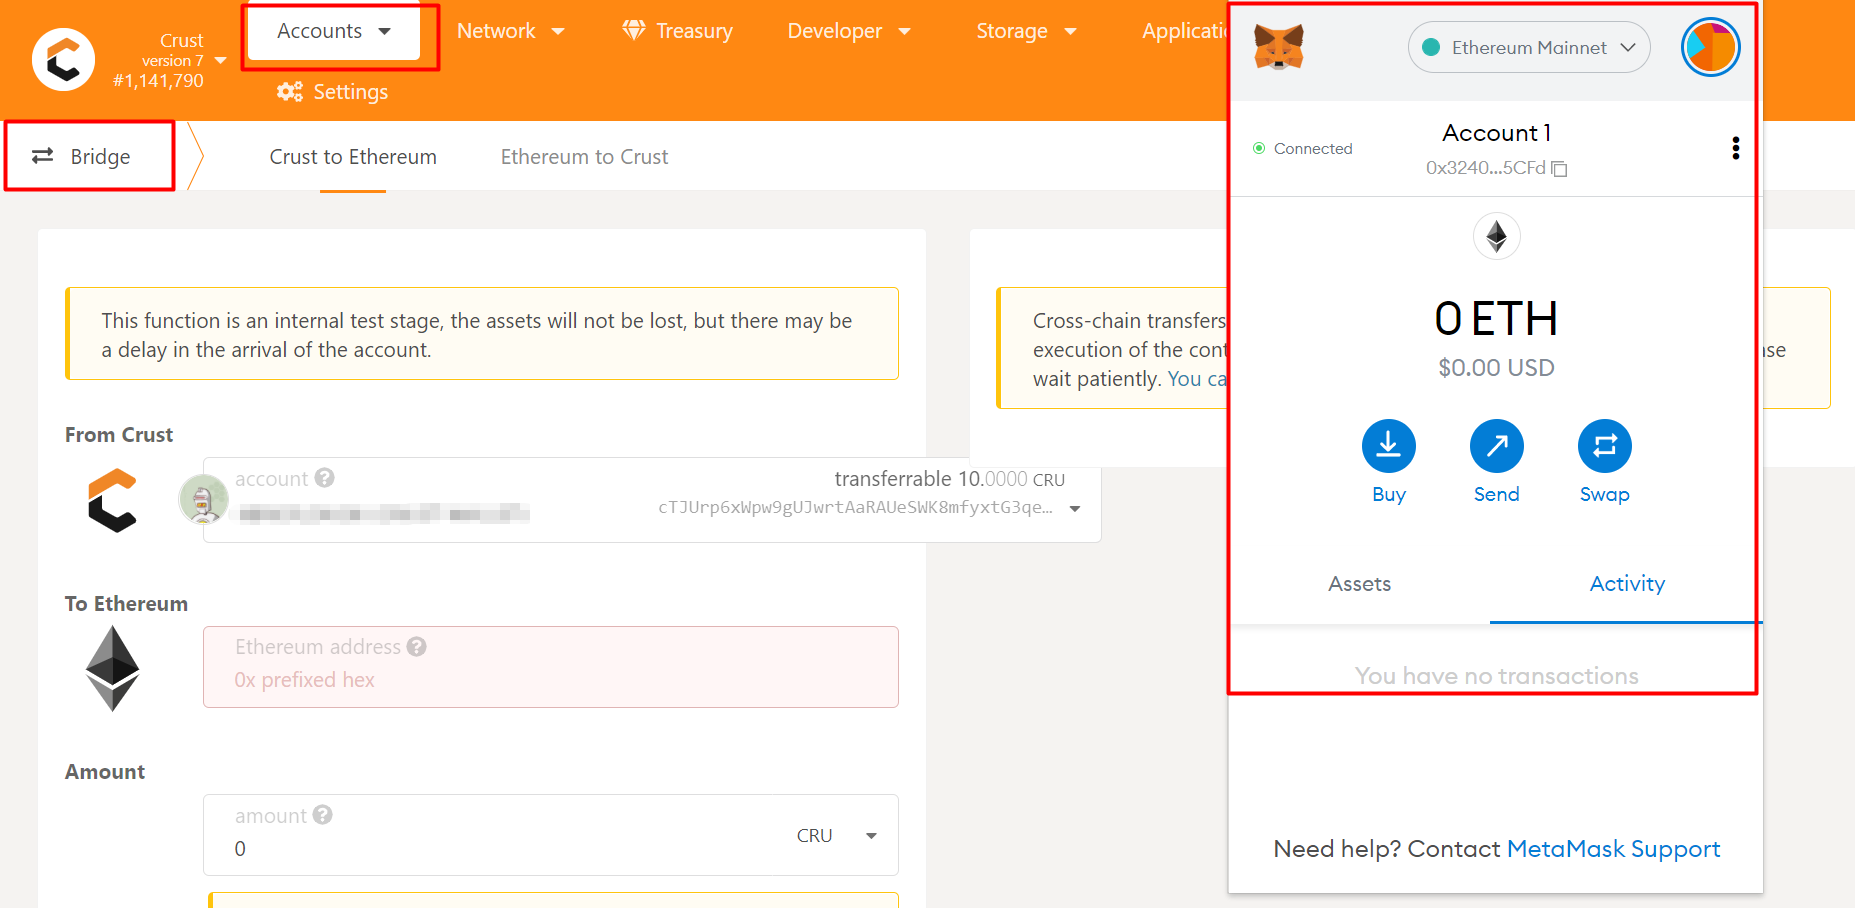 Crust
version 7
#1,141,790
Accounts
Network
Treasury
Developer
Storage
Settings
Bridge
Crust to Ethereum
Ethereum to Crust
This function is an internal test stage, the assets will not be lost, but there may be
a delay in the arrival of the account.
From Crust
account
transferrable 10.0000 CRU
cTJUrp6xWpw9gUJwrtAaRAUeSWK8mfyxtG3qe…
To Ethereum
Ethereum address
0x prefixed hex
Amount
amount
0
CRU
Cross-chain transfers
execution of the
wait patiently. You
Ethereum Mainnet
Connected
Account 1
0x3240...5CFd
0 ETH
$0.00 USD
Buy
Send
Swap
Assets
Activity
You have no transactions
Need help? Contact MetaMask Support